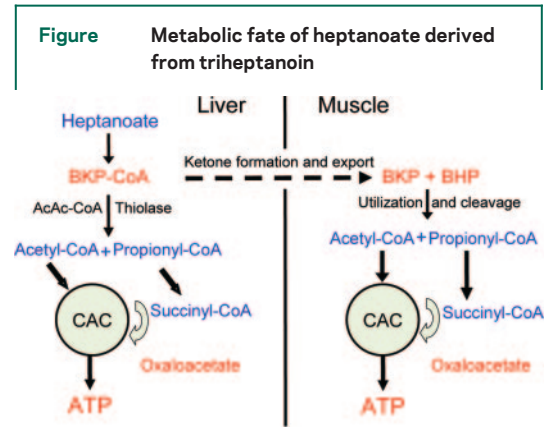 Figure Metabolic fate of heptanoate derived
from triheptanoin
Liver Muscle
Heptanoate
Ketone formation and export
BKP-CoA BKP + BHP
AcAc-CoA Thiolase
Utilization and cleavage
Acetyl-CoA+Propionyl-CoA
Acetyl-CoA+Propionyl-CoA
CAC
Succinyl-CoA
Oxaloacetate
ATP
CAC
Succinyl-CoA
Oxaloacetate
ATP